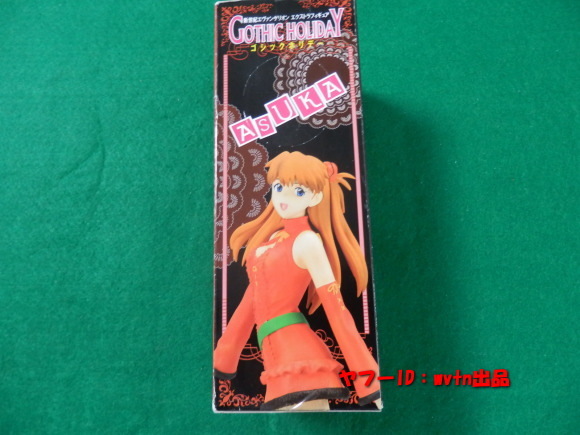 新世紀エヴァンゲリオン エクストラフィギュア
GOTHIC HOLIDAY
ゴシックホリデー
ASUKA
ヤフーID：mvtn出品